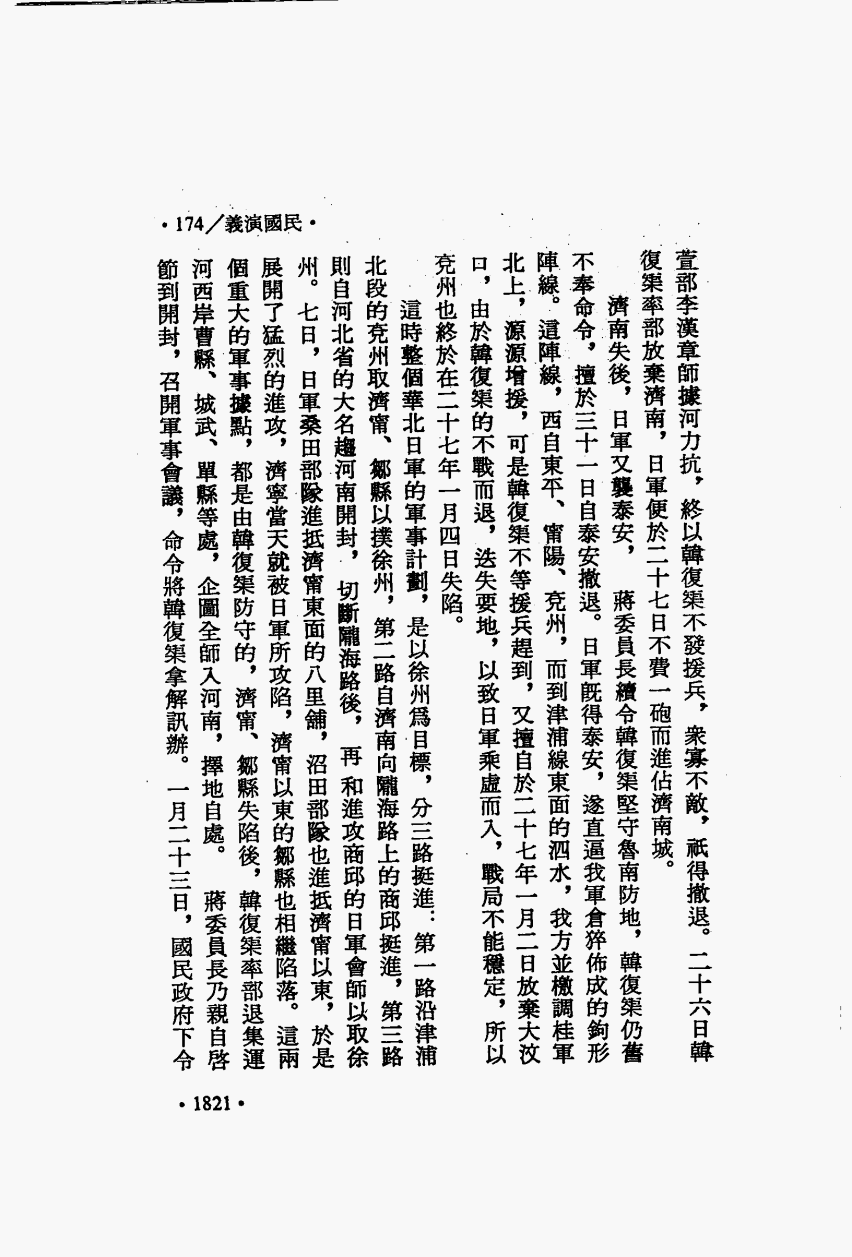 •174／義演國民•
萱部李漢章師據河力抗，終以韓復榘不發援兵，衆寡不敵，祇得撤退。二十六日韓
復榘率部放棄濟南，日軍便於二十七日不費一砲而進佔濟南城。
濟南失後，日軍又襲泰安，　蔣委員長續令韓復榘堅守魯南防地，韓復榘仍舊
不奉命令，擅於三十一日自泰安撤退。日軍既得泰安，遂直逼我軍倉猝佈成的鉤形
陣線。這陣線，西自東平、甯陽、兗州，而到津浦線東面的泗水，我方並檄調桂軍
北上，源源增援，可是韓復榘不等援兵趕到，又擅自於二十七年一月二日放棄大汶
口，由於韓復榘的不戰而退，迭失要地，以致日軍乘虛而入，戰局不能穩定，所以
兗州也終於在二十七年一月四日失陷。
這時整個華北日軍的軍事計劃，是以徐州爲目標，分三路挺進：第一路沿津浦
北段的兗州取濟甯、鄒縣以撲徐州，第二路自濟南向隴海路上的商邱挺進，第三路
則自河北省的大名趨河南開封，切斷隴海路後，再和進攻商邱的日軍會師以取徐
州。七日，日軍桑田部隊進抵濟甯東面的八里舖，沼田部隊也進抵濟甯以東，於是
展開了猛烈的進攻，濟寧當天就被日軍所攻陷，濟甯以東的鄒縣也相繼陷落。這兩
個重大的軍事據點，都是由韓復榘防守的，濟甯、鄒縣失陷後，韓復榘率部退集運
河西岸曹縣、城武、單縣等處，企圖全師入河南，擇地自處。　蔣委員長乃親自啓
節到開封，召開軍事會議，命令將韓復榘拿解訊辦。一月二十三日，國民政府下令
•1821•